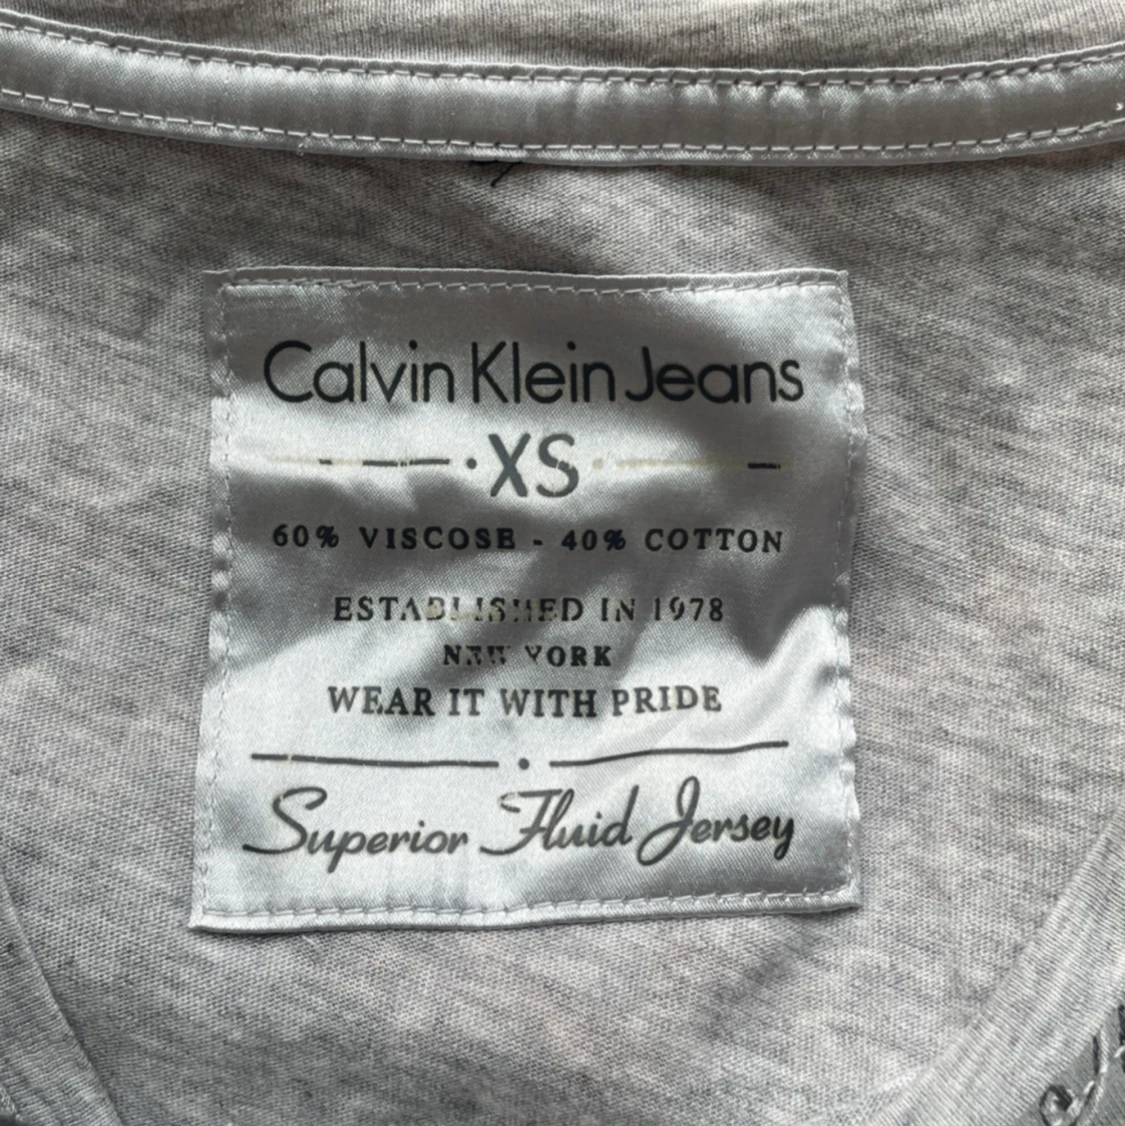 Calvin Klein Jeans
XS
60% VISCOSE - 40% COTTON
ESTABLISHED IN 1978
NEW YORK
WEAR IT WITH PRIDE
Superior Fluid Jersey